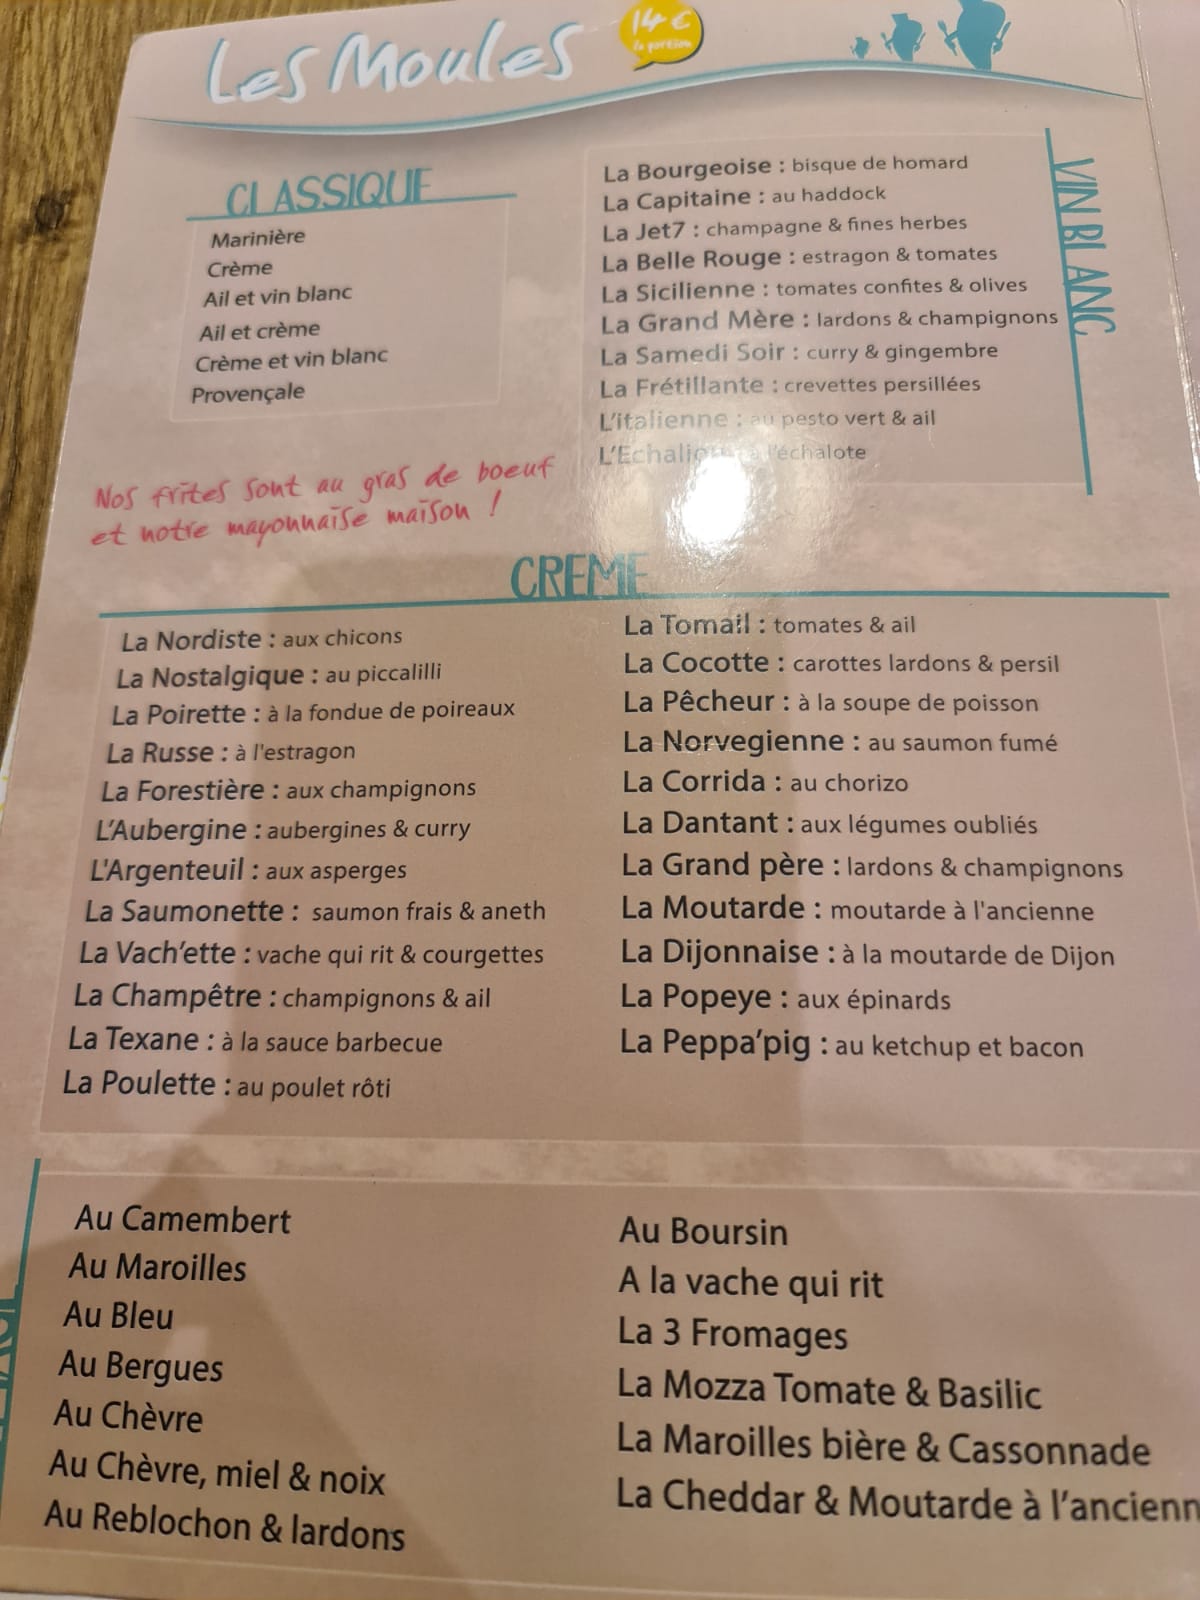 Les Moules
14 €
la portion
CLASSIQUE
Marinière
Crème
Ail et vin blanc
Ail et crème
Crème et vin blanc
Provençale
VIN BLANC
La Bourgeoise : bisque de homard
La Capitaine : au haddock
La Jet7 : champagne & fines herbes
La Belle Rouge : estragon & tomates
La Sicilienne : tomates confites & olives
La Grand Mère : lardons & champignons
La Samedi Soir : curry & gingembre
La Frétillante : crevettes persillées
L'italienne : au pesto vert & ail
à l'échalote
Nos frites sont au gras de boeuf
et notre mayonnaise maison !
CREME
La Nordiste : aux chicons
La Nostalgique : au piccalilli
La Poirette : à la fondue de poireaux
La Russe : à l'estragon
La Forestière : aux champignons
L'Aubergine : aubergines & curry
L'Argenteuil : aux asperges
La Saumonette : saumon frais & aneth
La Vach'ette : vache qui rit & courgettes
La Champêtre : champignons & ail
La Texane : à la sauce barbecue
La Poulette : au poulet rôti
La Tomail : tomates & ail
La Cocotte : carottes lardons & persil
La Pêcheur : à la soupe de poisson
La Norvegienne : au saumon fumé
La Corrida : au chorizo
La Dantant : aux légumes oubliés
La Grand père : lardons & champignons
La Moutarde : moutarde à l'ancienne
La Dijonnaise : à la moutarde de Dijon
La Popeye : aux épinards
La Peppa'pig : au ketchup et bacon
Au Camembert
Au Maroilles
Au Bleu
Au Bergues
Au Chèvre
Au Chèvre, miel & noix
Au Reblochon & lardons
Au Boursin
A la vache qui rit
La 3 Fromages
La Mozza Tomate & Basilic
La Maroilles bière & Cassonnade
La Cheddar & Moutarde à l'ancienn